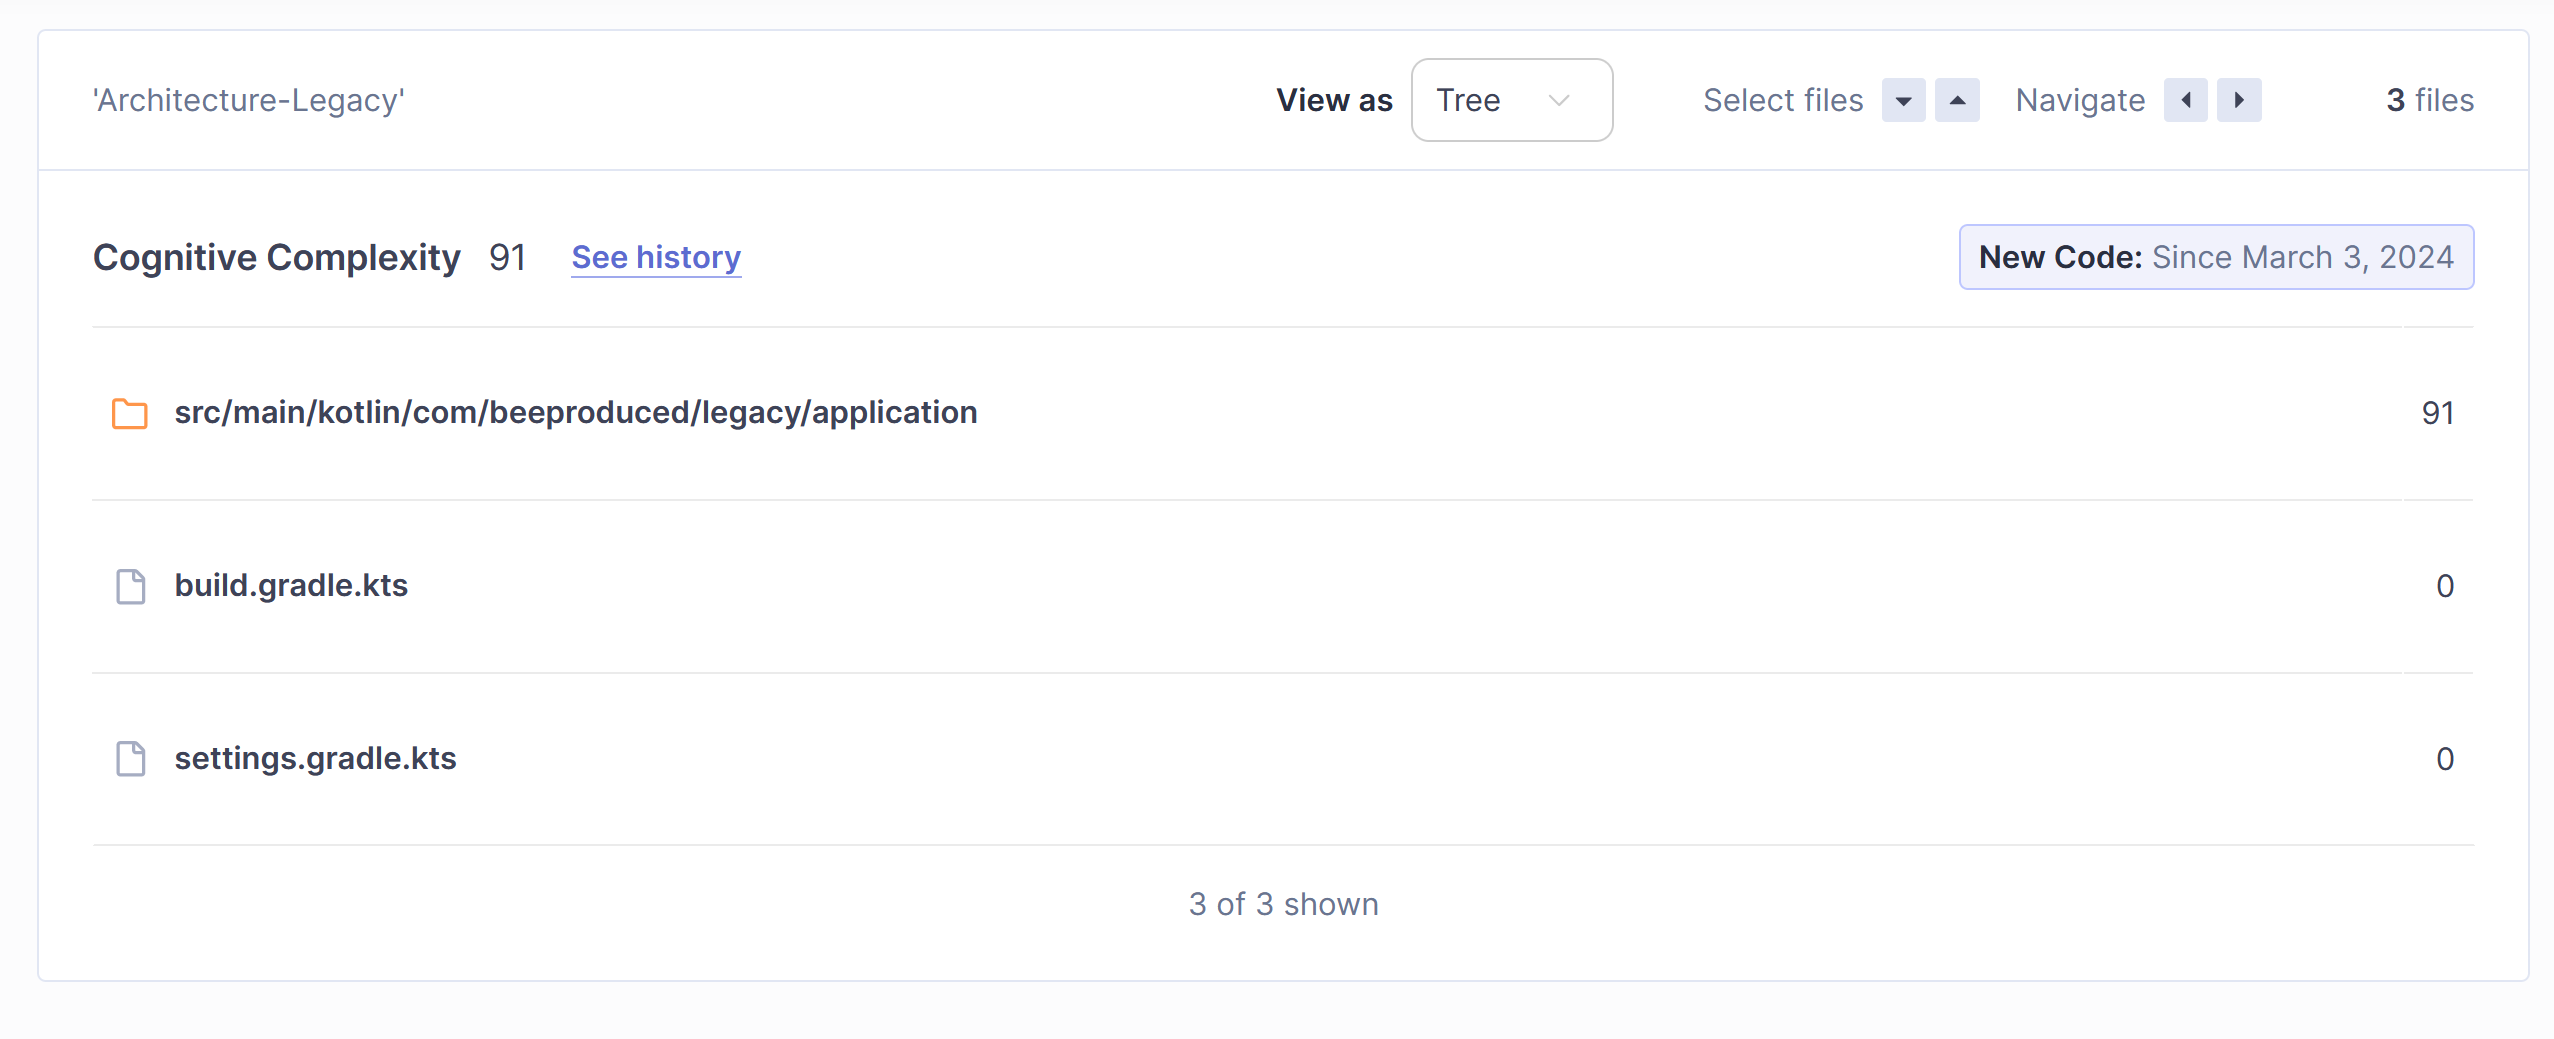 'Architecture-Legacy' View as Tree Select files Navigate 3 files
Cognitive Complexity 91 See history New Code: Since March 3, 2024
src/main/kotlin/com/beeproduced/legacy/application 91
build.gradle.kts 0
settings.gradle.kts 0
3 of 3 shown